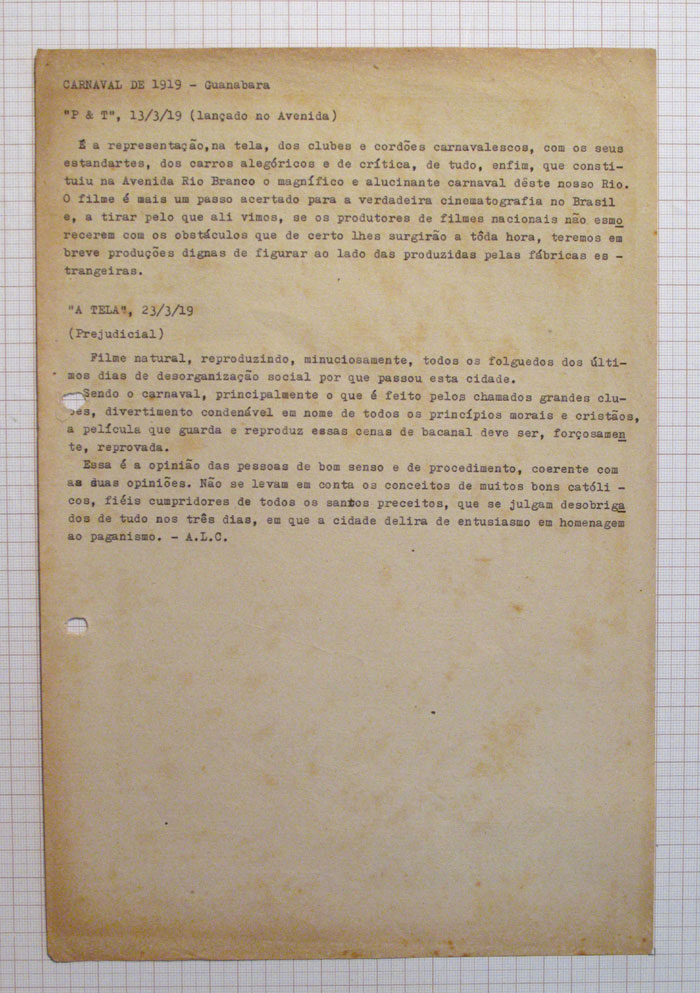 CARNAVAL DE 1919 - Guanabara
"P & T", 13/3/19 (lançado no Avenida)
É a representação,na tela, dos clubes e cordões carnavalescos, com os seus
estandartes, dos carros alegóricos e de crítica, de tudo, enfim, que consti-
tuiu na Avenida Rio Branco o magnífico e alucinante carnaval dêste nosso Rio.
O filme é mais um passo acertado para a verdadeira cinematografia no Brasil
e, a tirar pelo que ali vimos, se os produtores de filmes nacionais não esmo
recerem com os obstáculos que de certo lhes surgirão a tôda hora, teremos em
breve produções dignas de figurar ao lado das produzidas pelas fábricas es -
trangeiras.
"A TELA", 23/3/19
(Prejudicial)
Filme natural, reproduzindo, minuciosamente, todos os folguedos dos últi-
mos dias de desorganização social por que passou esta cidade.
Sendo o carnaval, principalmente o que é feito pelos chamados grandes clu-
bes, divertimento condenável em nome de todos os princípios morais e cristãos,
a película que guarda e reproduz essas cenas de bacanal deve ser, forçosamen
te, reprovada.
Essa é a opinião das pessoas de bom senso e de procedimento, coerente com
as suas opiniões. Não se levam em conta os conceitos de muitos bons católi -
cos, fiéis cumpridores de todos os santos preceitos, que se julgam desobriga
dos de tudo nos três dias, em que a cidade delira de entusiasmo em homenagem
ao paganismo. - A.L.C.